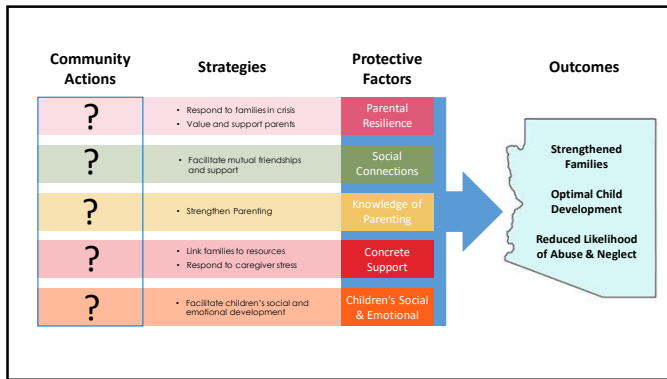 Community
Actions
Strategies
Protective
Factors
Outcomes
?
• Respond to families in crisis
• Value and support parents
Parental
Resilience
?
• Facilitate mutual friendships
and support
Social
Connections
?
• Strengthen Parenting
Knowledge of
Parenting
?
• Link families to resources
• Respond to caregiver stress
Concrete
Support
?
• Facilitate children's social and
emotional development
Children's Social
& Emotional
Strengthened
Families
Optimal Child
Development
Reduced Likelihood
of Abuse & Neglect